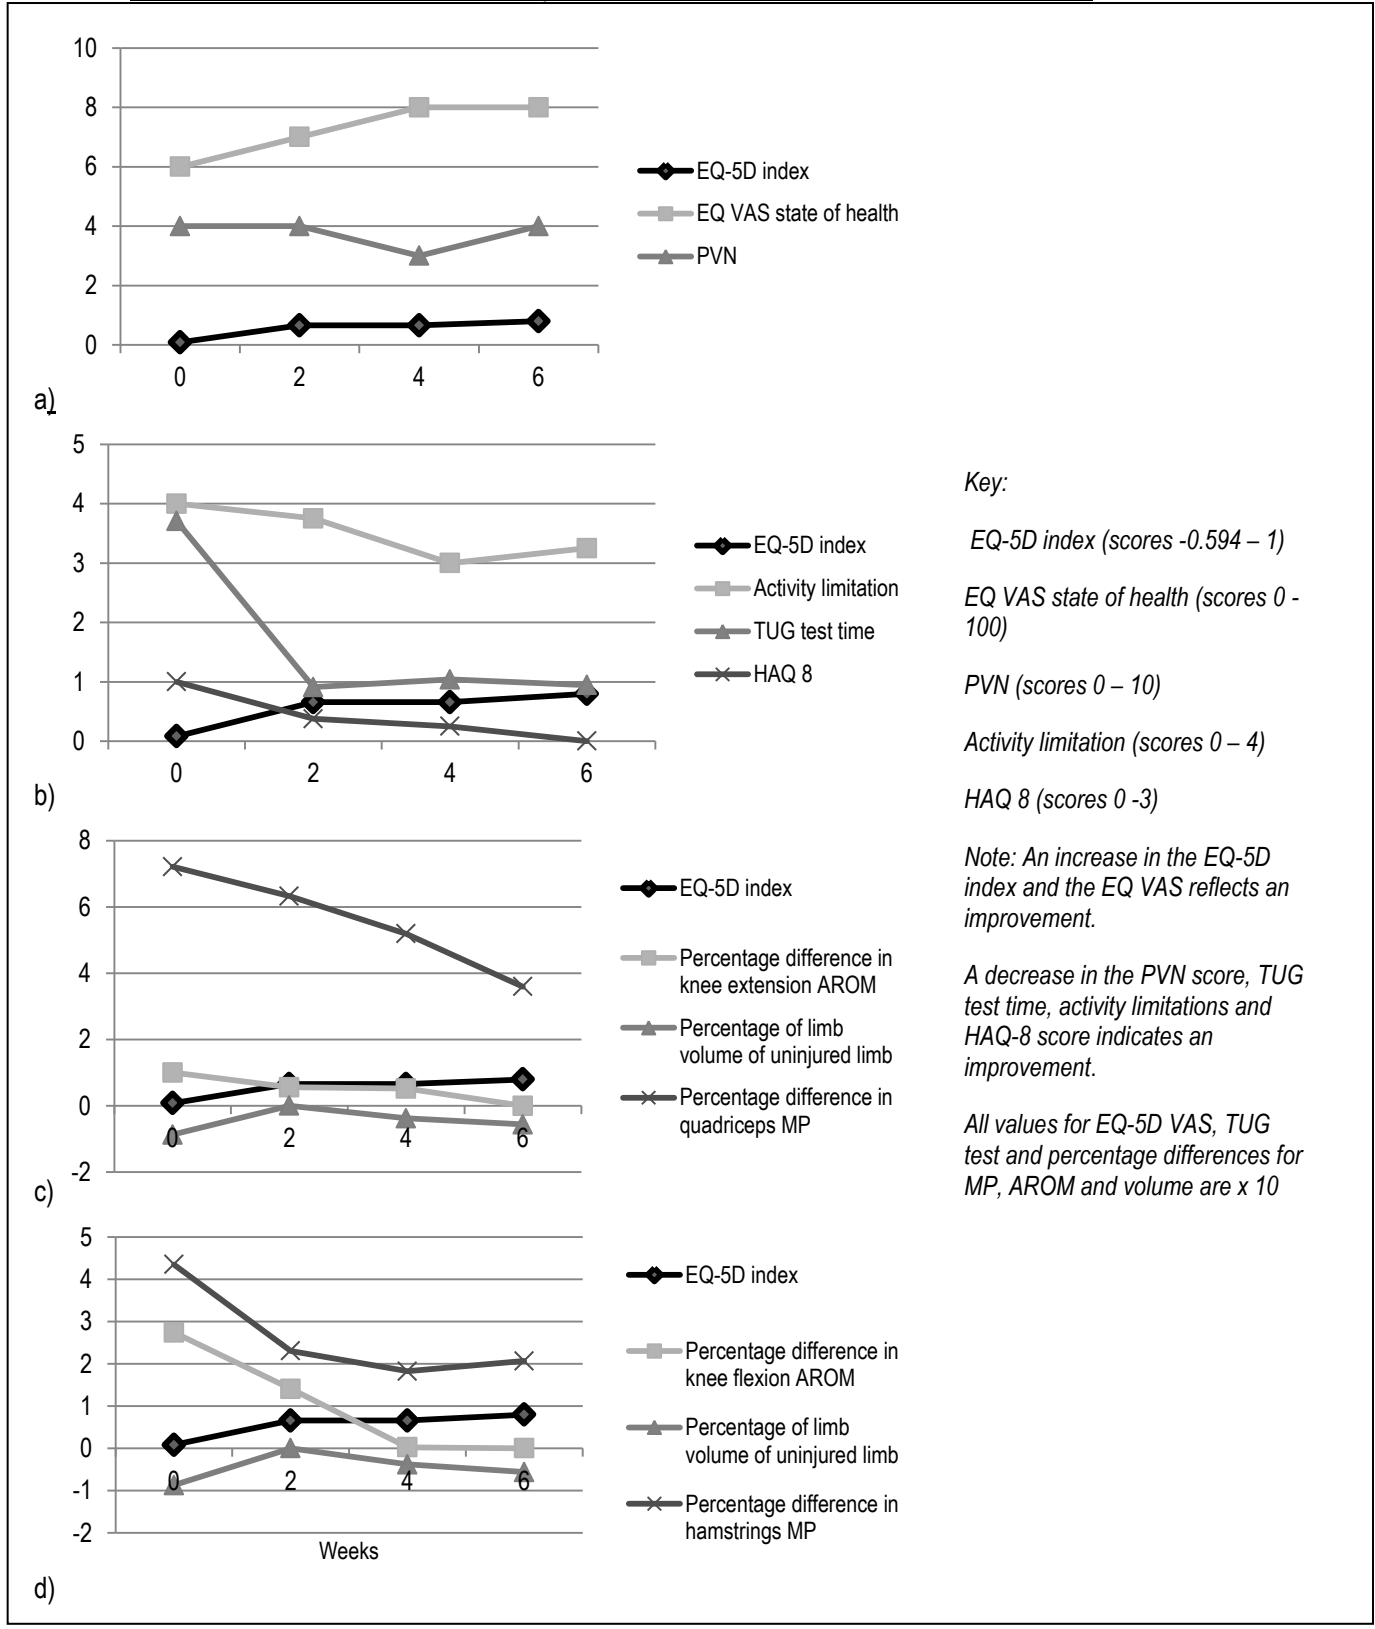 10
8
6
4
2
0
0 2 4 6
EQ-5D index
EQ VAS state of health
PVN
a)
5
4
3
2
1
0
0 2 4 6
EQ-5D index
Activity limitation
TUG test time
HAQ 8
b)
8
6
4
2
0
-2
0 2 4 6
EQ-5D index
Percentage difference in
knee extension AROM
Percentage of limb
volume of uninjured limb
Percentage difference in
quadriceps MP
c)
5
4
3
2
1
0
-1
-2
0 2 4 6
Weeks
EQ-5D index
Percentage difference in
knee flexion AROM
Percentage of limb
volume of uninjured limb
Percentage difference in
hamstrings MP
d)
Key:
EQ-5D index (scores -0.594 – 1)
EQ VAS state of health (scores 0 -
100)
PVN (scores 0 – 10)
Activity limitation (scores 0 – 4)
HAQ 8 (scores 0 -3)
Note: An increase in the EQ-5D
index and the EQ VAS reflects an
improvement.
A decrease in the PVN score, TUG
test time, activity limitations and
HAQ-8 score indicates an
improvement.
All values for EQ-5D VAS, TUG
test and percentage differences for
MP, AROM and volume are x 10